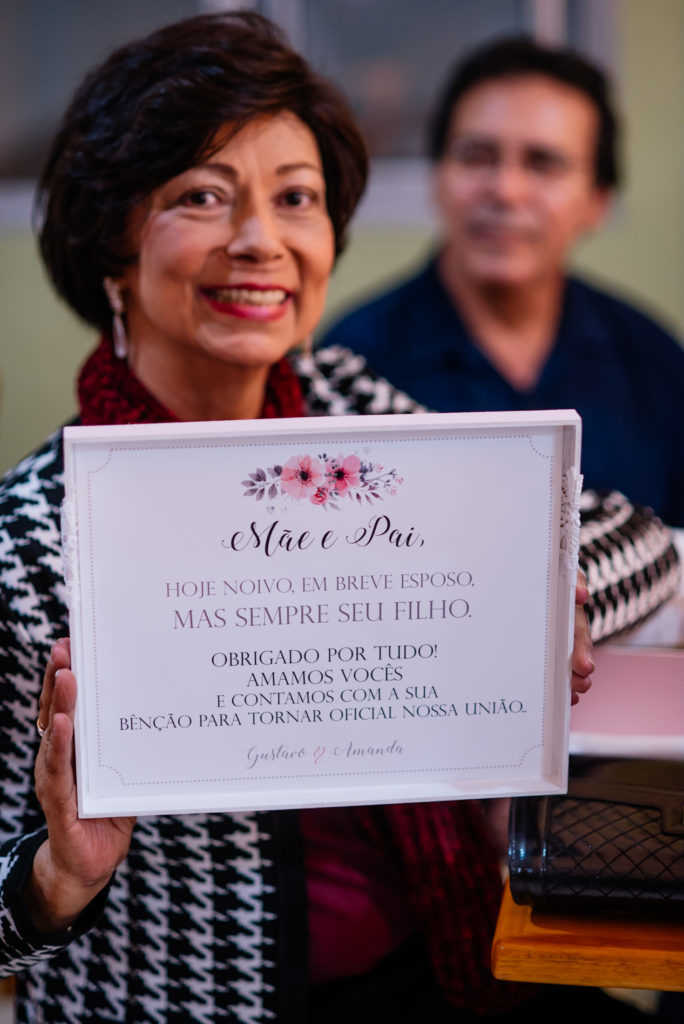 Mãe e Pai,
HOJE NOIVO, EM BREVE ESPOSO,
MAS SEMPRE SEU FILHO.
OBRIGADO POR TUDO!
AMAMOS VOCÊS
E CONTAMOS COM A SUA
BÊNÇÃO PARA TORNAR OFICIAL NOSSA UNIÃO.
Gustavo ♡ Amanda